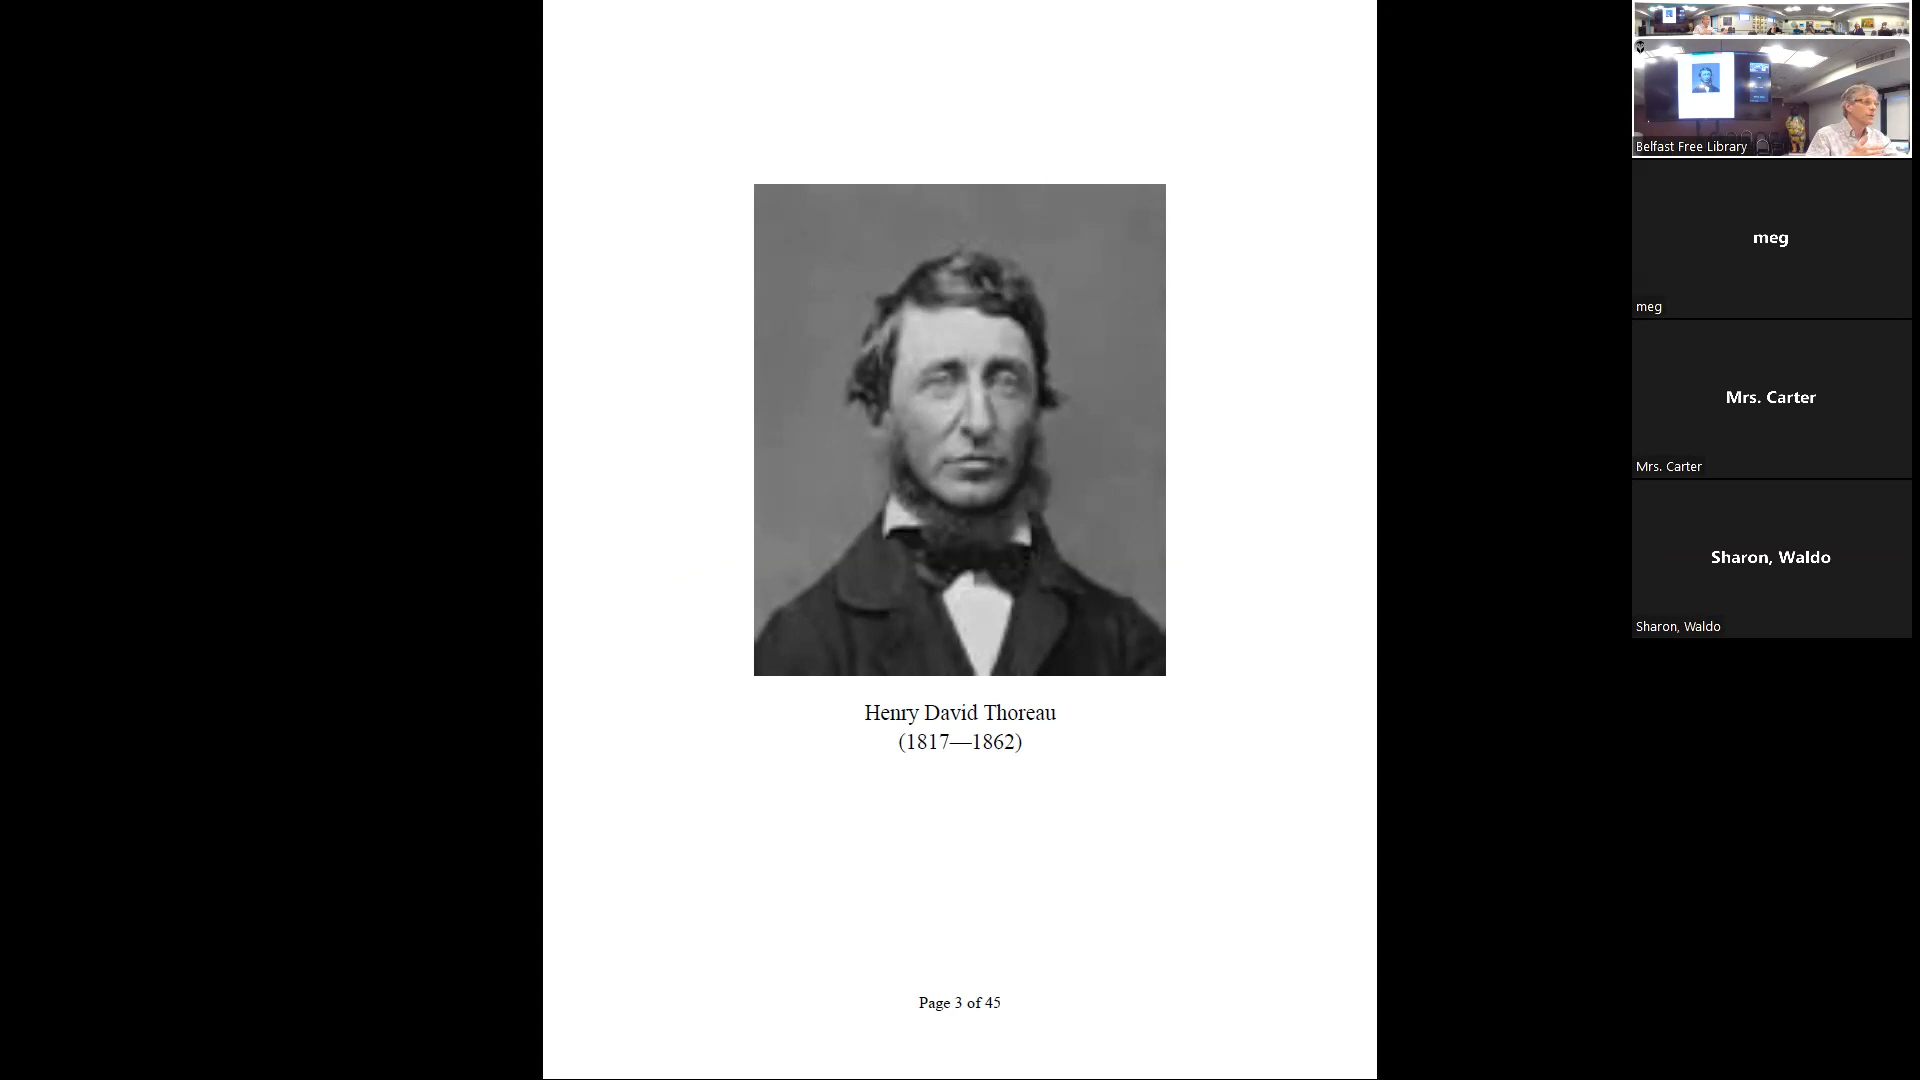 Henry David Thoreau
(1817—1862)
Page 3 of 45
Belfast Free Library
meg
meg
Mrs. Carter
Mrs. Carter
Sharon, Waldo
Sharon, Waldo